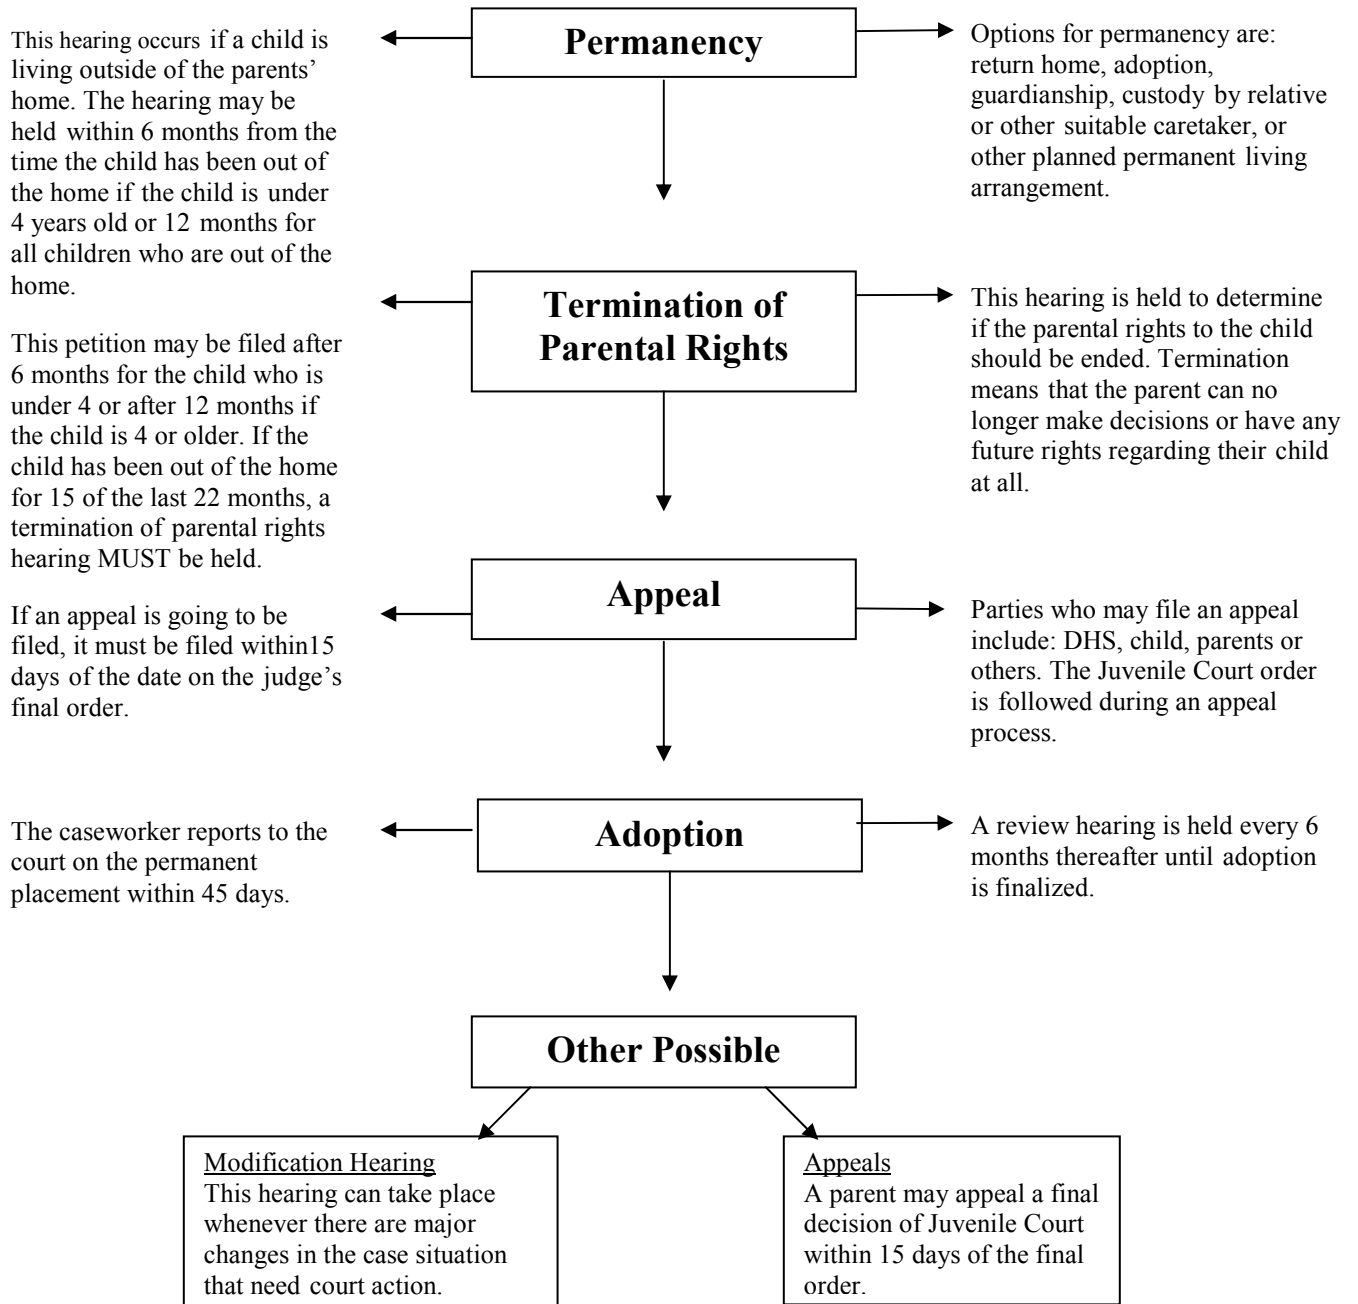 Permanency
This hearing occurs if a child is
living outside of the parents'
home. The hearing may be
held within 6 months from the
time the child has been out of
the home if the child is under
4 years old or 12 months for
all children who are out of the
home.
Options for permanency are:
return home, adoption,
guardianship, custody by relative
or other suitable caretaker, or
other planned permanent living
arrangement.
Termination of
Parental Rights
This petition may be filed after
6 months for the child who is
under 4 or after 12 months if
the child is 4 or older. If the
child has been out of the home
for 15 of the last 22 months, a
termination of parental rights
hearing MUST be held.
This hearing is held to determine
if the parental rights to the child
should be ended. Termination
means that the parent can no
longer make decisions or have any
future rights regarding their child
at all.
Appeal
If an appeal is going to be
filed, it must be filed within15
days of the date on the judge's
final order.
Parties who may file an appeal
include: DHS, child, parents or
others. The Juvenile Court order
is followed during an appeal
process.
Adoption
The caseworker reports to the
court on the permanent
placement within 45 days.
A review hearing is held every 6
months thereafter until adoption
is finalized.
Other Possible
Modification Hearing
This hearing can take place
whenever there are major
changes in the case situation
that need court action.
Appeals
A parent may appeal a final
decision of Juvenile Court
within 15 days of the final
order.